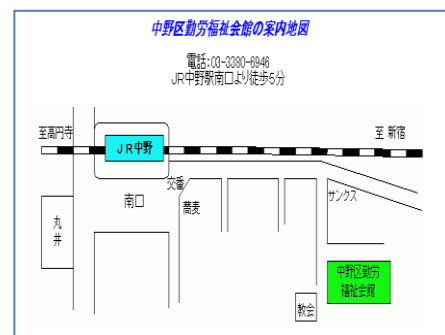 中野区勤労福祉会館の案内地図
電話:03-3380-6946
JR中野駅南口より徒歩5分
至高円寺
至 新宿
JR中野
交番
南口
蕎麦
サンクス
丸井
中野区勤労
福祉会館
教会